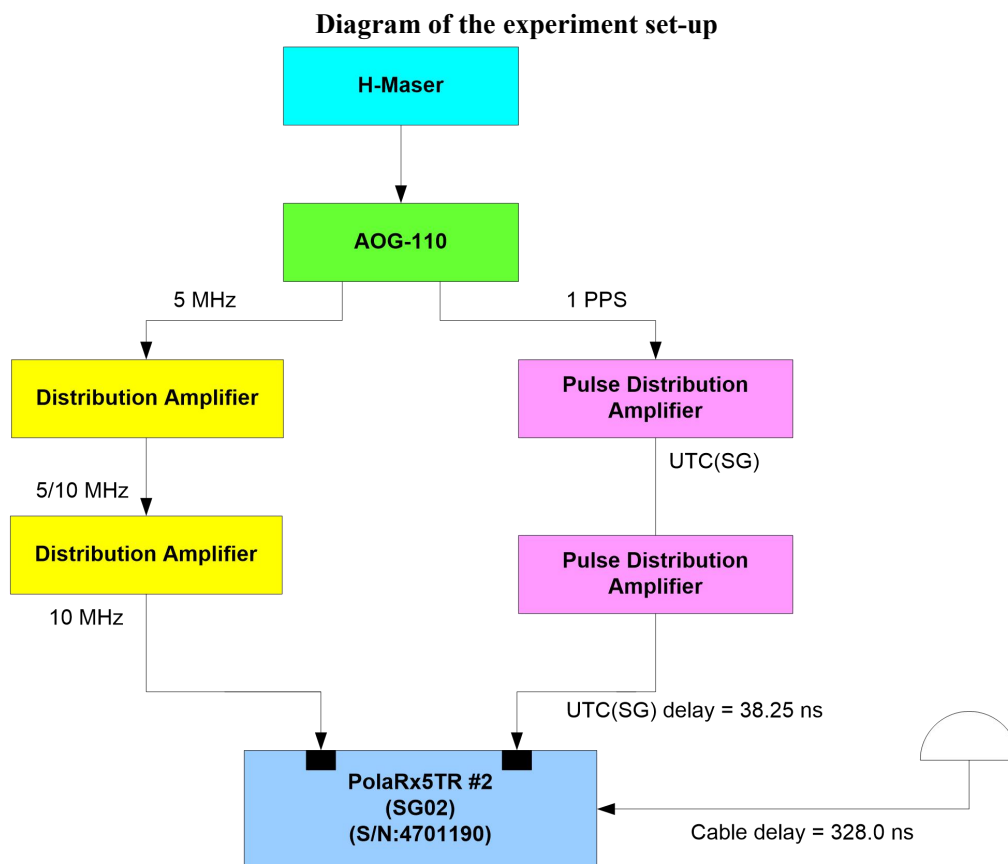 Diagram of the experiment set-up
H-Maser
AOG-110
5 MHz
1 PPS
Distribution Amplifier
Pulse Distribution
Amplifier
UTC(SG)
5/10 MHz
Distribution Amplifier
Pulse Distribution
Amplifier
10 MHz
UTC(SG) delay = 38.25 ns
PolaRx5TR #2
(SG02)
(S/N:4701190)
Cable delay = 328.0 ns